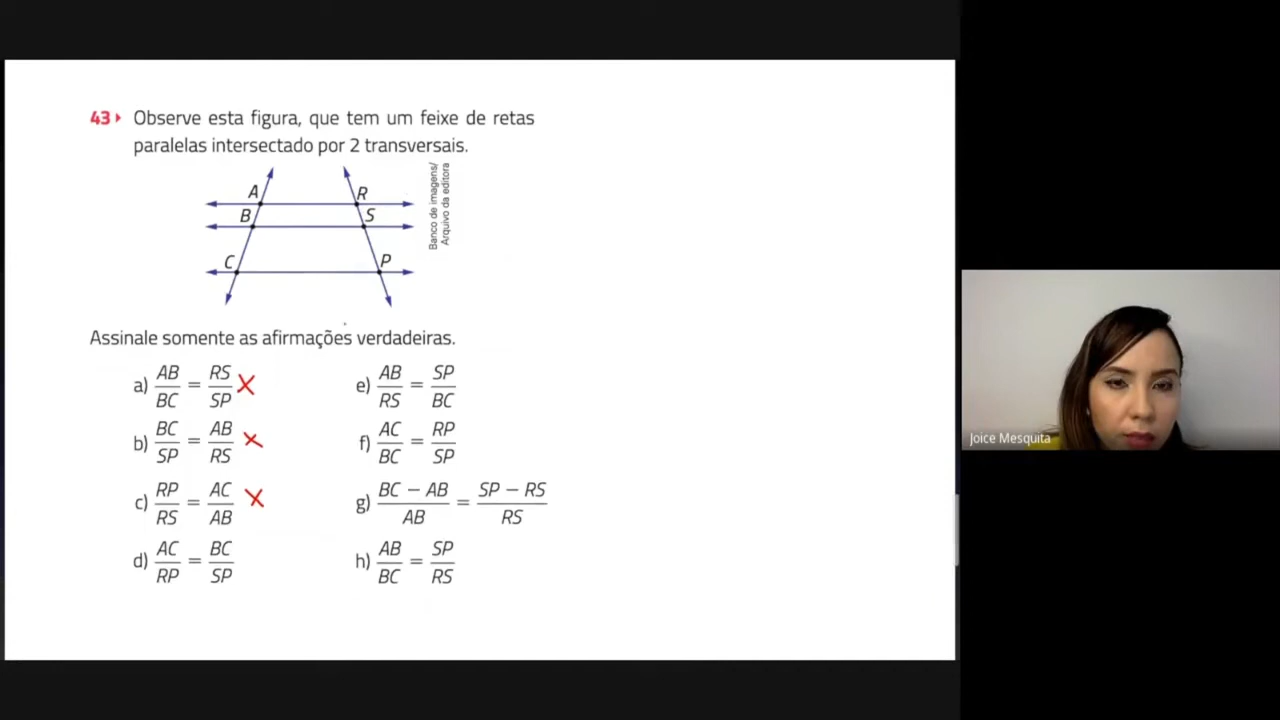 43 Observe esta figura, que tem um feixe de retas
paralelas intersectado por 2 transversais.
A
R
B
S
C
P
Banco de imagens/
Arquivo da editora
Assinale somente as afirmações verdadeiras.
a) AB/BC = RS/SP X
b) BC/SP = AB/RS X
c) RP/RS = AC/AB X
d) AC/RP = BC/SP
e) AB/RS = SP/BC
f) AC/BC = RP/SP
g) BC − AB/AB = SP − RS/RS
h) AB/BC = SP/RS
Joice Mesquita